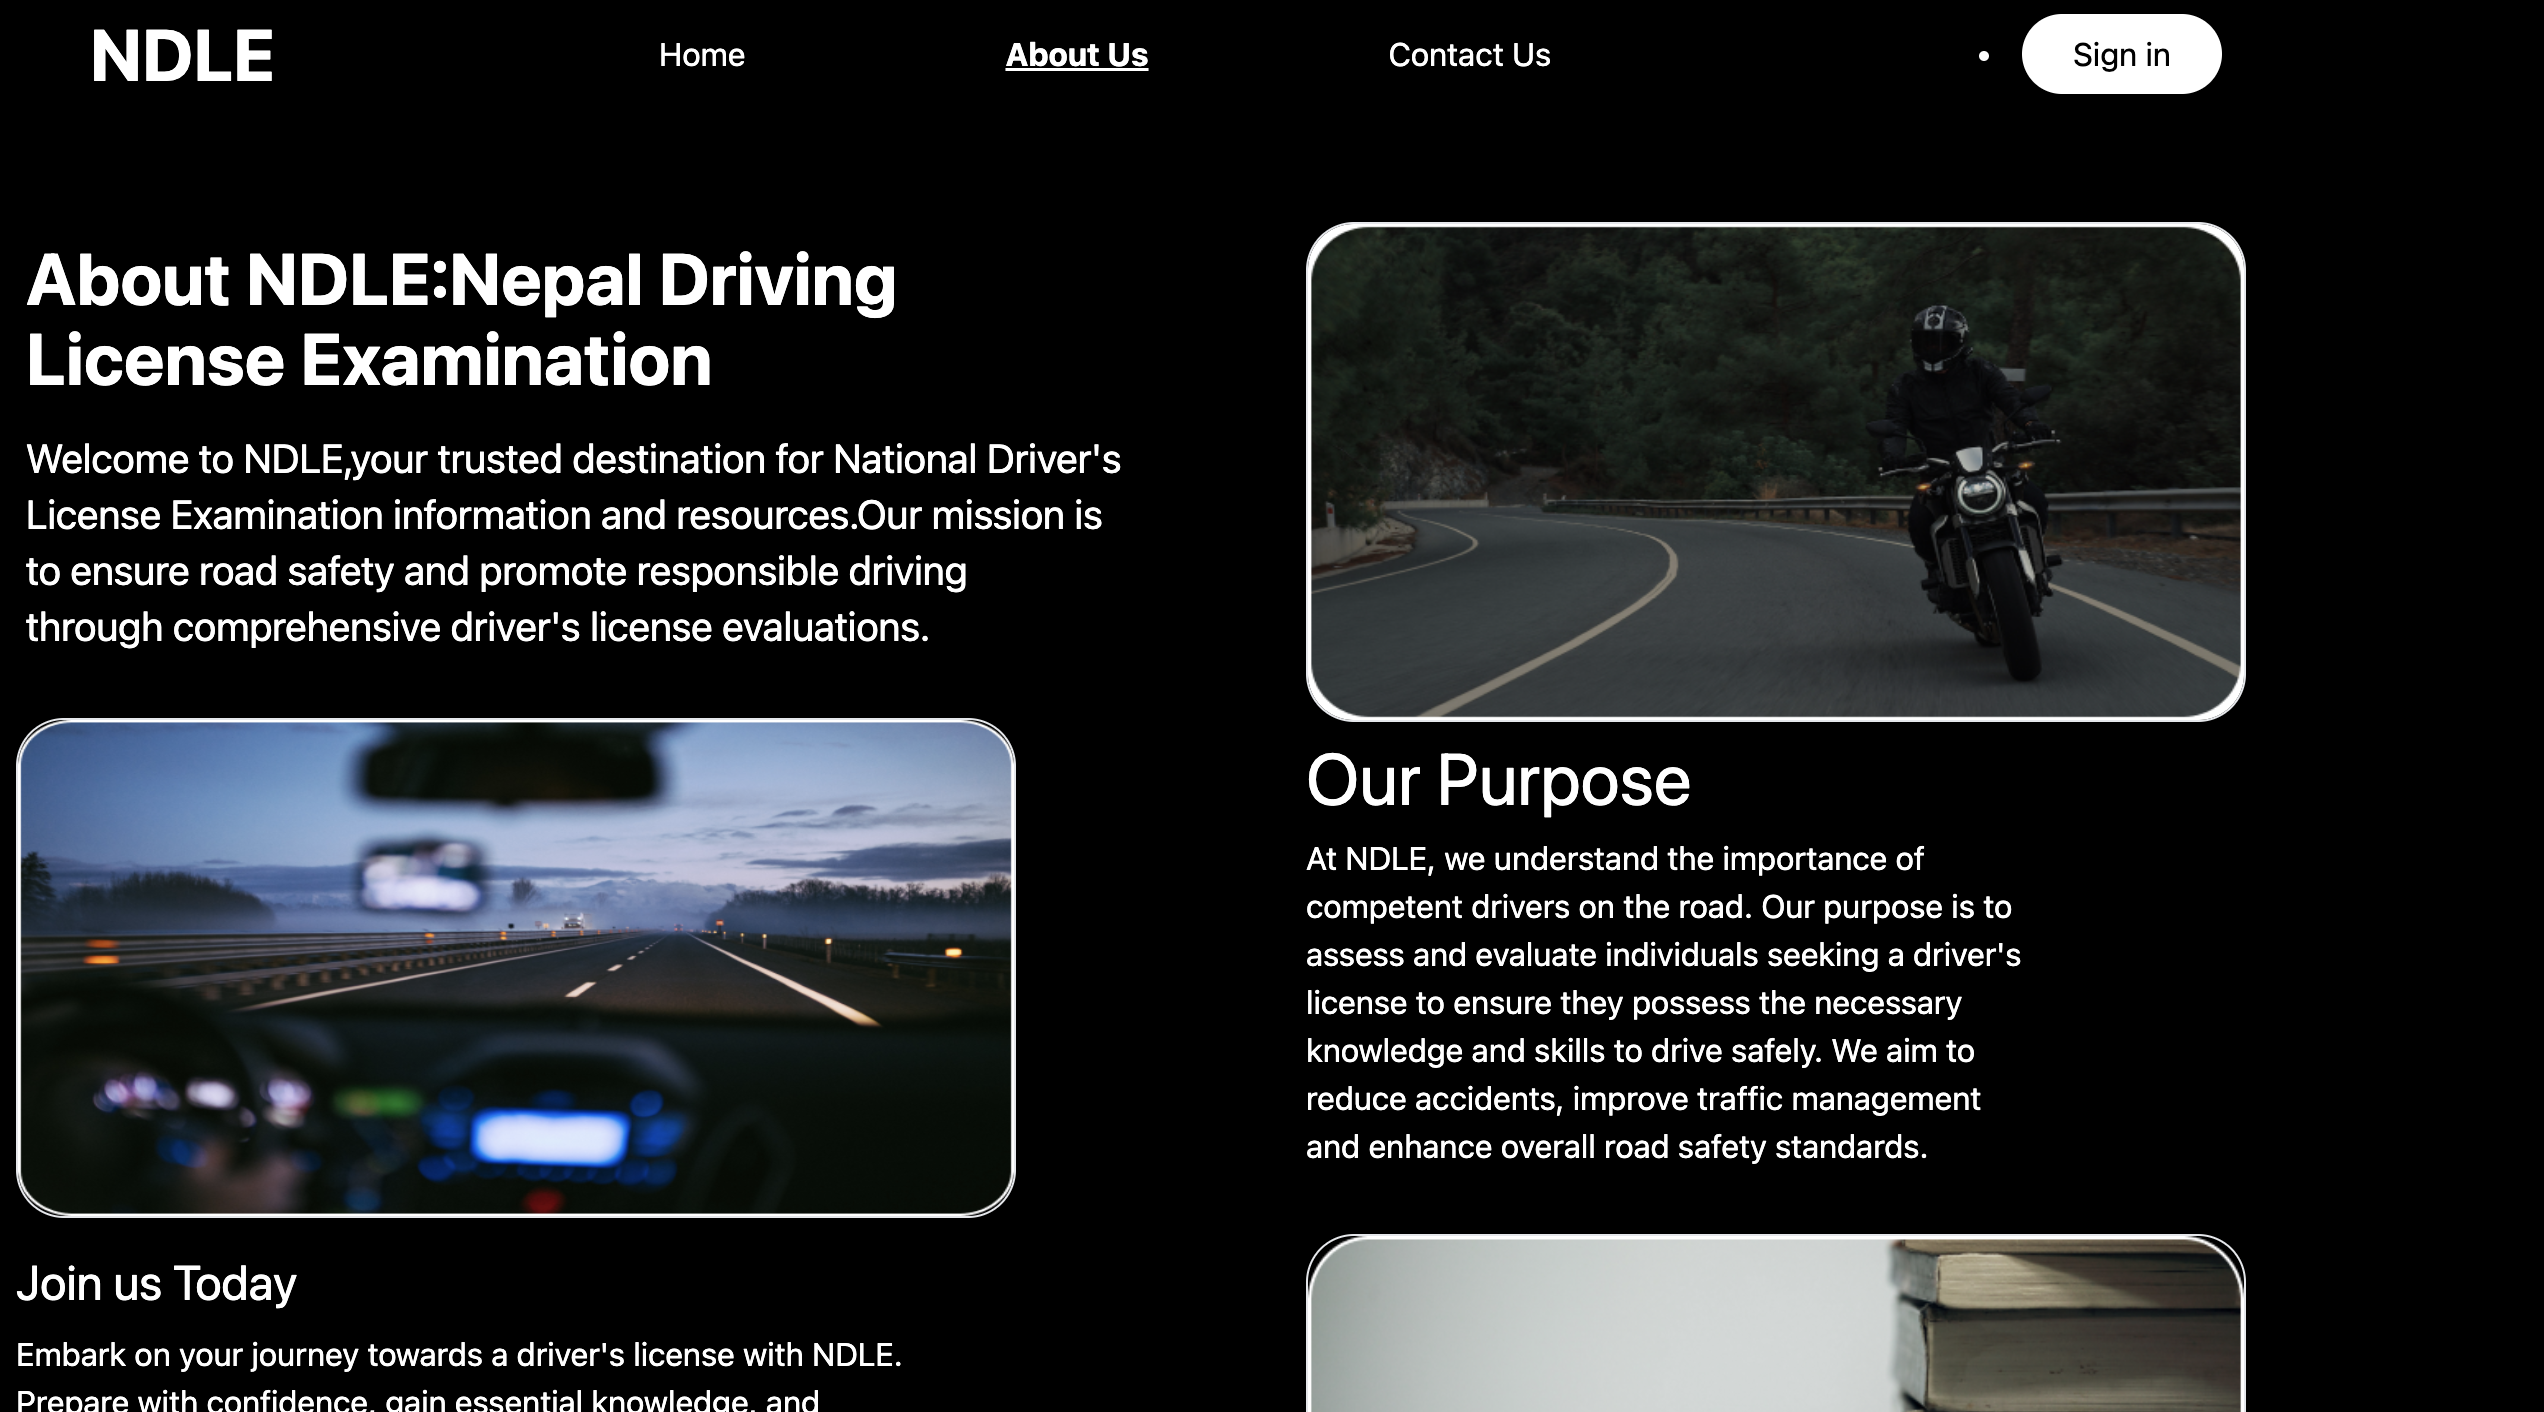 NDLE
Home
About Us
Contact Us
Sign in
About NDLE:Nepal Driving
License Examination
Welcome to NDLE,your trusted destination for National Driver's
License Examination information and resources.Our mission is
to ensure road safety and promote responsible driving
through comprehensive driver's license evaluations.
Our Purpose
At NDLE, we understand the importance of
competent drivers on the road. Our purpose is to
assess and evaluate individuals seeking a driver's
license to ensure they possess the necessary
knowledge and skills to drive safely. We aim to
reduce accidents, improve traffic management
and enhance overall road safety standards.
Join us Today
Embark on your journey towards a driver's license with NDLE.
Prepare with confidence, gain essential knowledge, and